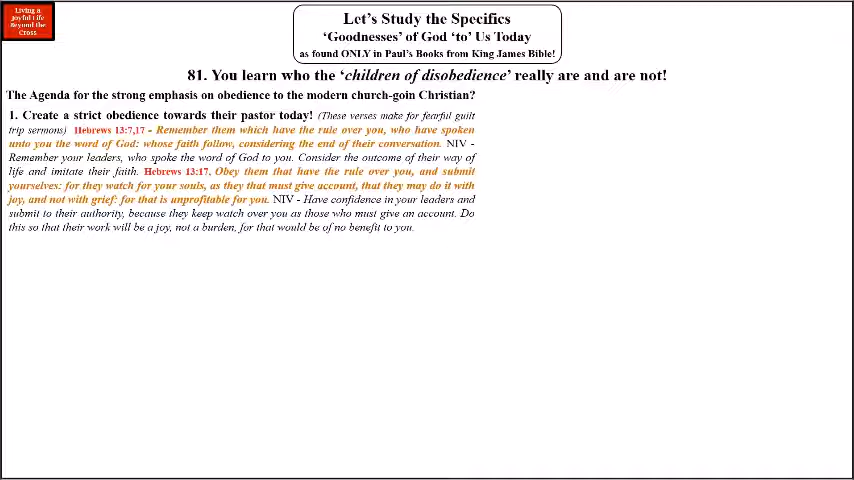 Living a
Joyful Life
Beyond the
Cross
Let's Study the Specifics
'Goodnesses' of God 'to' Us Today
as found ONLY in Paul's Books from King James Bible!
81. You learn who the 'children of disobedience' really are and are not!
The Agenda for the strong emphasis on obedience to the modern church-goin Christian?
1. Create a strict obedience towards their pastor today! (These verses make for fearful guilt
trip sermons) Hebrews 13:7,17 - Remember them which have the rule over you, who have spoken
unto you the word of God: whose faith follow, considering the end of their conversation. NIV -
Remember your leaders, who spoke the word of God to you. Consider the outcome of their way of
life and imitate their faith. Hebrews 13:17, Obey them that have the rule over you, and submit
yourselves: for they watch for your souls, as they that must give account, that they may do it with
joy, and not with grief: for that is unprofitable for you. NIV - Have confidence in your leaders and
submit to their authority, because they keep watch over you as those who must give an account. Do
this so that their work will be a joy, not a burden, for that would be of no benefit to you.